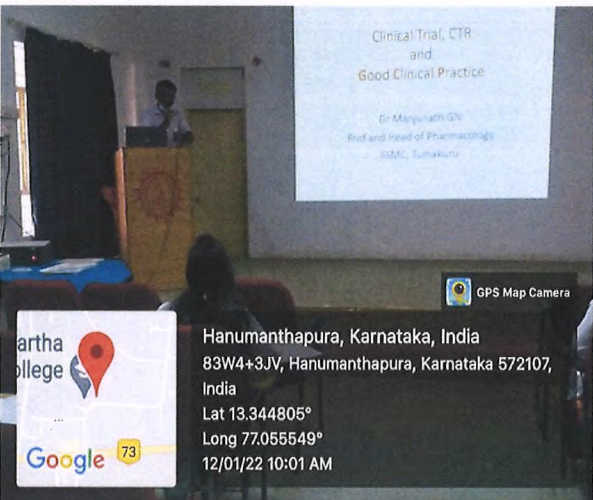 Clinical Trial, CTR
and
Good Clinical Practice
Dr Manjunath GN
Prof and Head of Pharmacology
SSMC, Tumakuru
GPS Map Camera
artha
ollege
Google
73
Hanumanthapura, Karnataka, India
83W4+3JV, Hanumanthapura, Karnataka 572107,
India
Lat 13.344805°
Long 77.055549°
12/01/22 10:01 AM